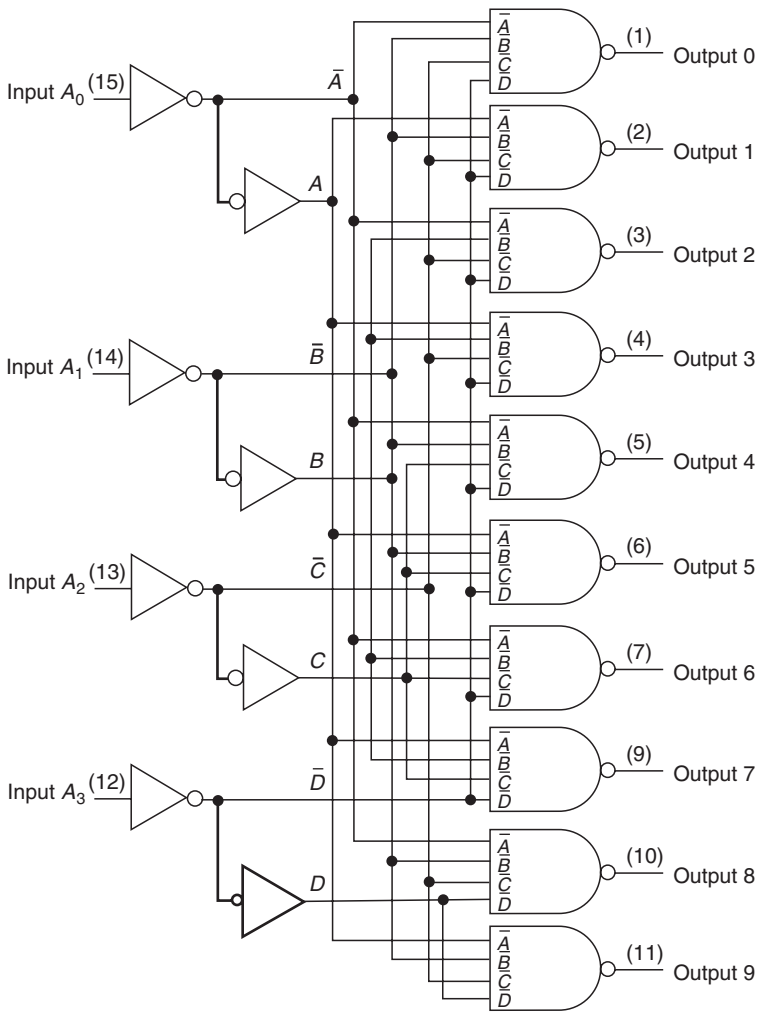 Input A₀ (15)
A̅
A
Input A₁ (14)
B̅
B
Input A₂ (13)
C̅
C
Input A₃ (12)
D̅
D
A̅
B̅
C̅
D̅
(1) Output 0
A̅
B̅
C̅
D̅
(2) Output 1
A̅
B̅
C̅
D̅
(3) Output 2
A̅
B̅
C̅
D̅
(4) Output 3
A̅
B̅
C̅
D̅
(5) Output 4
A̅
B̅
C̅
D̅
(6) Output 5
A̅
B̅
C̅
D̅
(7) Output 6
A̅
B̅
C̅
D̅
(9) Output 7
A̅
B̅
C̅
D̅
(10) Output 8
A̅
B̅
C̅
D̅
(11) Output 9